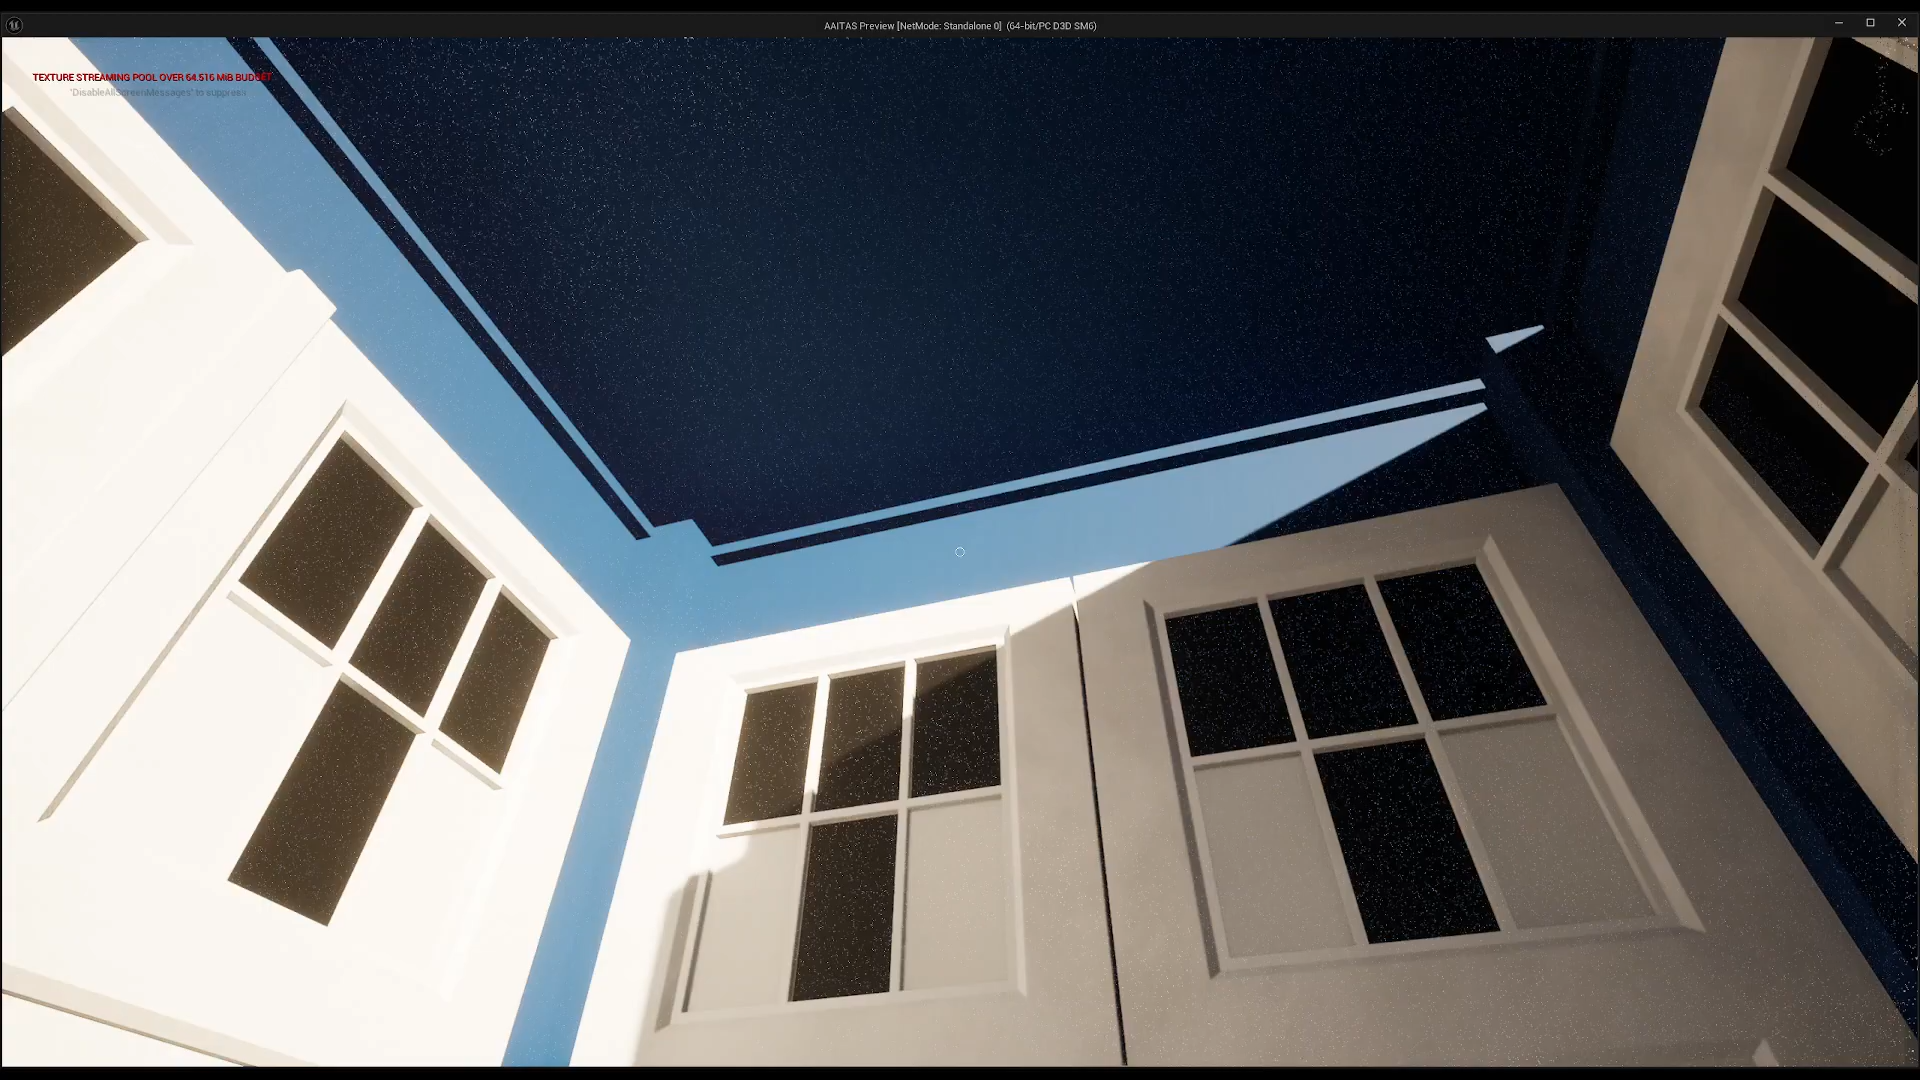 AAITAS Preview [NetMode: Standalone 0] (64-bit/PC D3D SM6)
TEXTURE STREAMING POOL OVER 64.516 MiB BUDGET
'DisableAllScreenMessages' to suppress